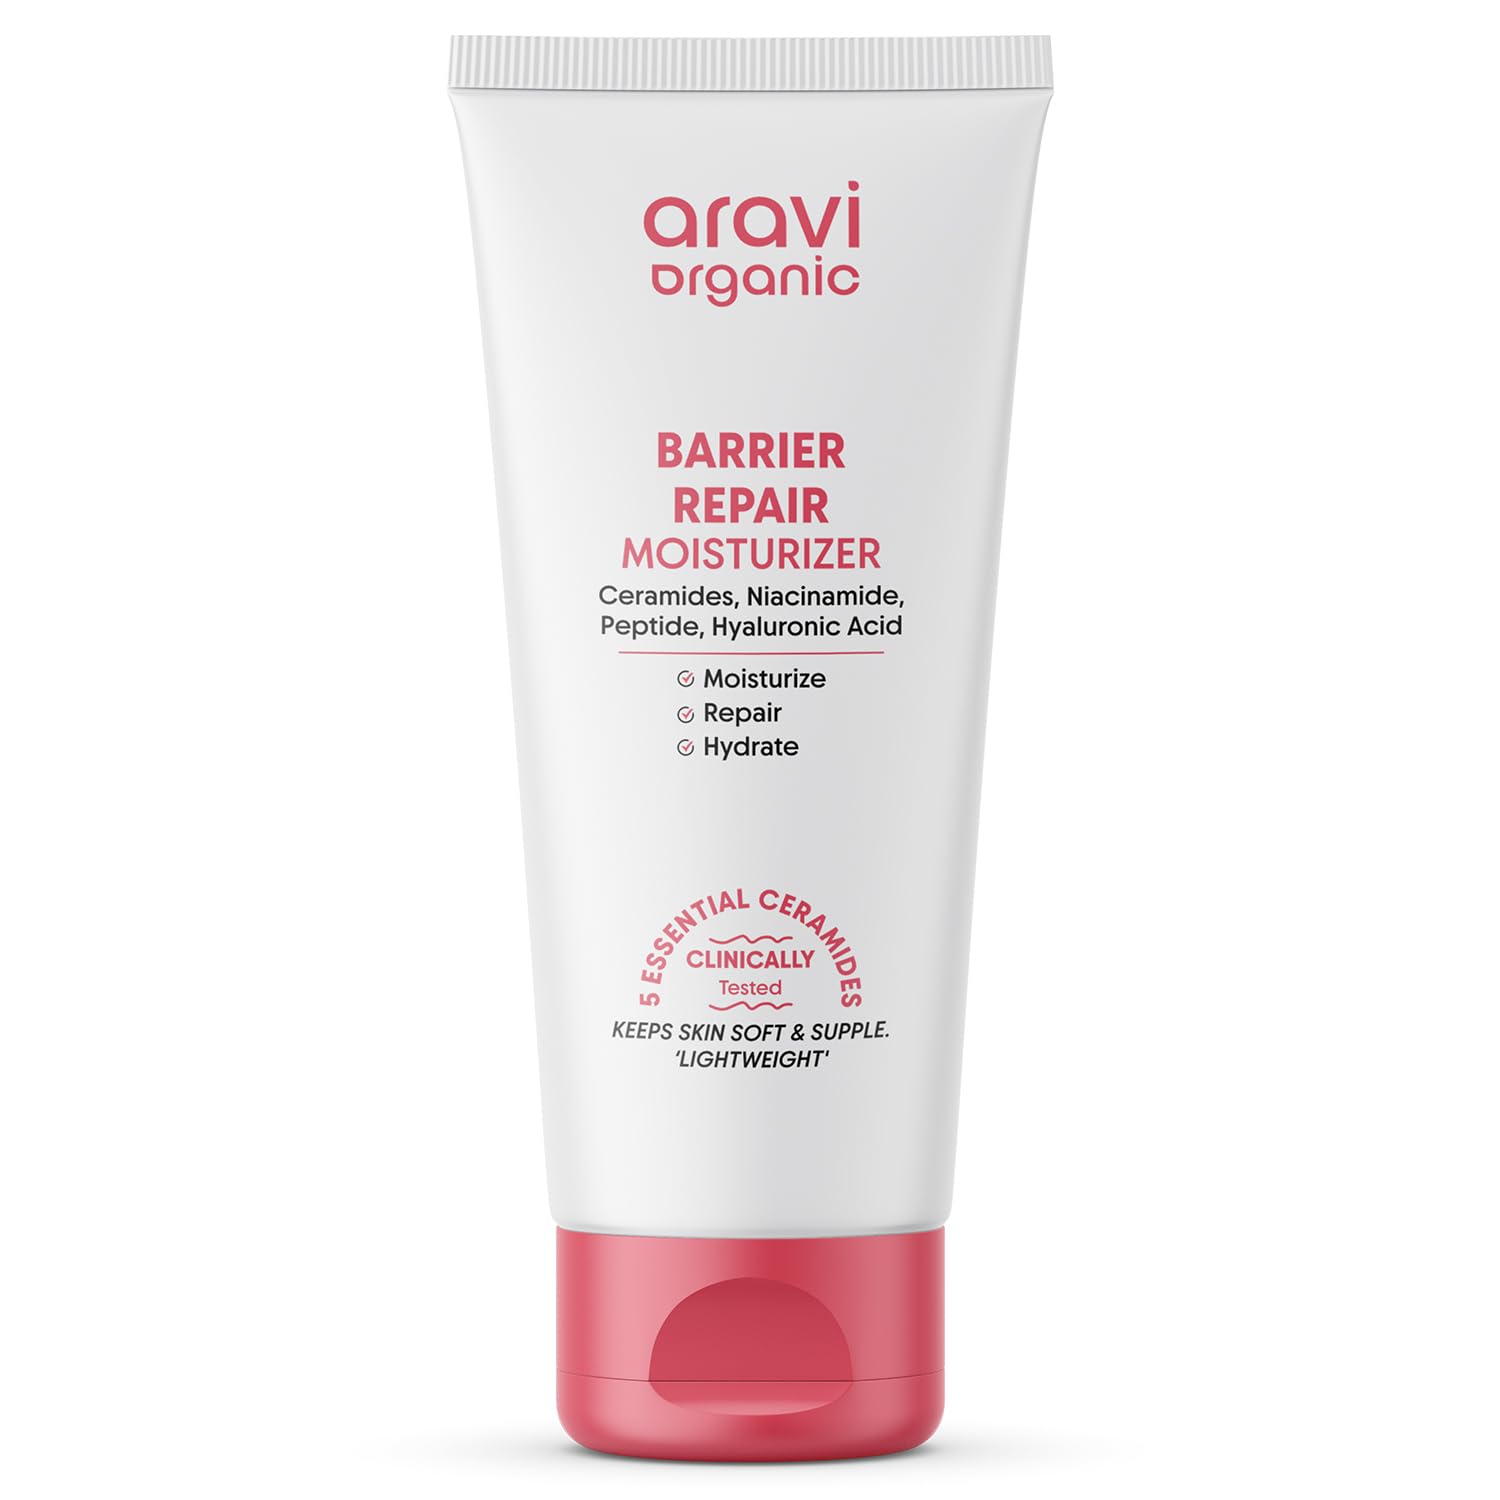 aravi
organic
BARRIER
REPAIR
MOISTURIZER
Ceramides, Niacinamide,
Peptide, Hyaluronic Acid
Moisturize
Repair
Hydrate
5 ESSENTIAL CERAMIDES
CLINICALLY
Tested
KEEPS SKIN SOFT & SUPPLE.
‘LIGHTWEIGHT'